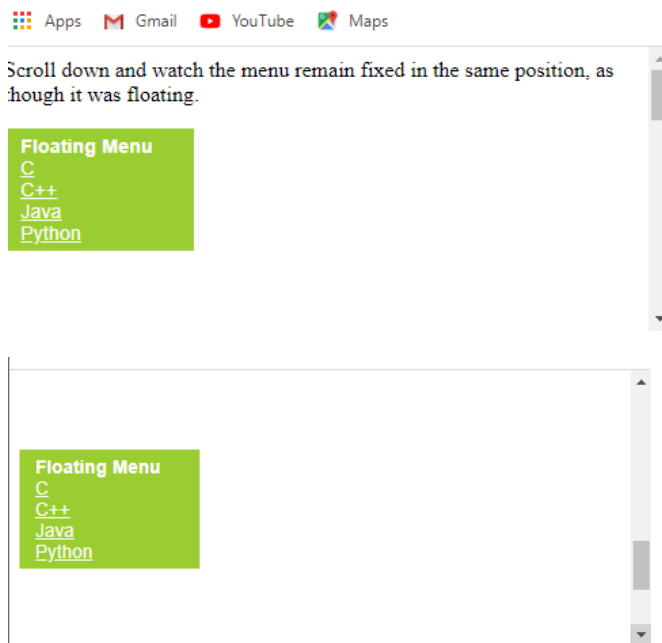 Apps Gmail YouTube Maps
Scroll down and watch the menu remain fixed in the same position, as
though it was floating.
Floating Menu
C
C++
Java
Python
Floating Menu
C
C++
Java
Python